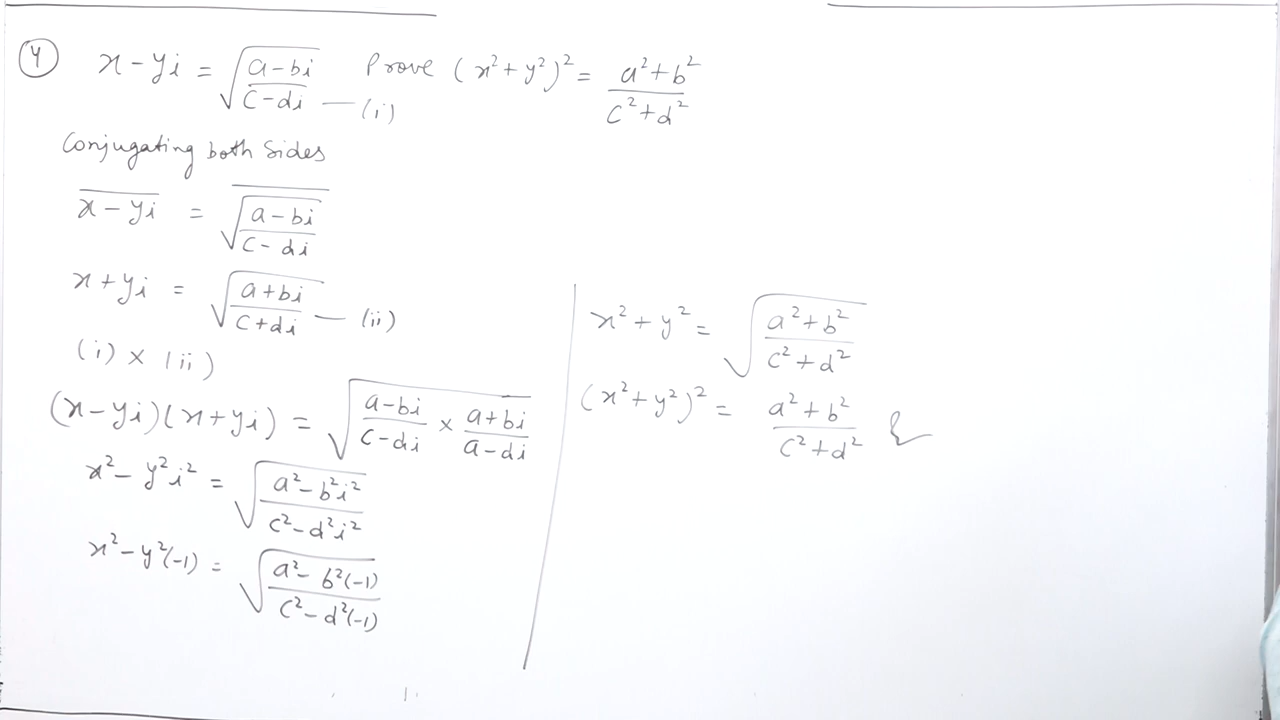 ④ x - yi = √((a-bi)/(c-di)) —(i) Prove (x²+y²)² = (a²+b²)/(c²+d²)
Conjugating both sides
\overline{x - yi} = \overline{√((a-bi)/(c-di))}
x + yi = √((a+bi)/(c+di)) — (ii)
(i) × (ii)
(x-yi)(x+yi) = √((a-bi)/(c-di) × (a+bi)/(a-di))
x² - y²i² = √((a²-b²i²)/(c²-d²i²))
x² - y²(-1) = √((a²-b²(-1))/(c²-d²(-1)))
x² + y² = √((a²+b²)/(c²+d²))
(x²+y²)² = (a²+b²)/(c²+d²)